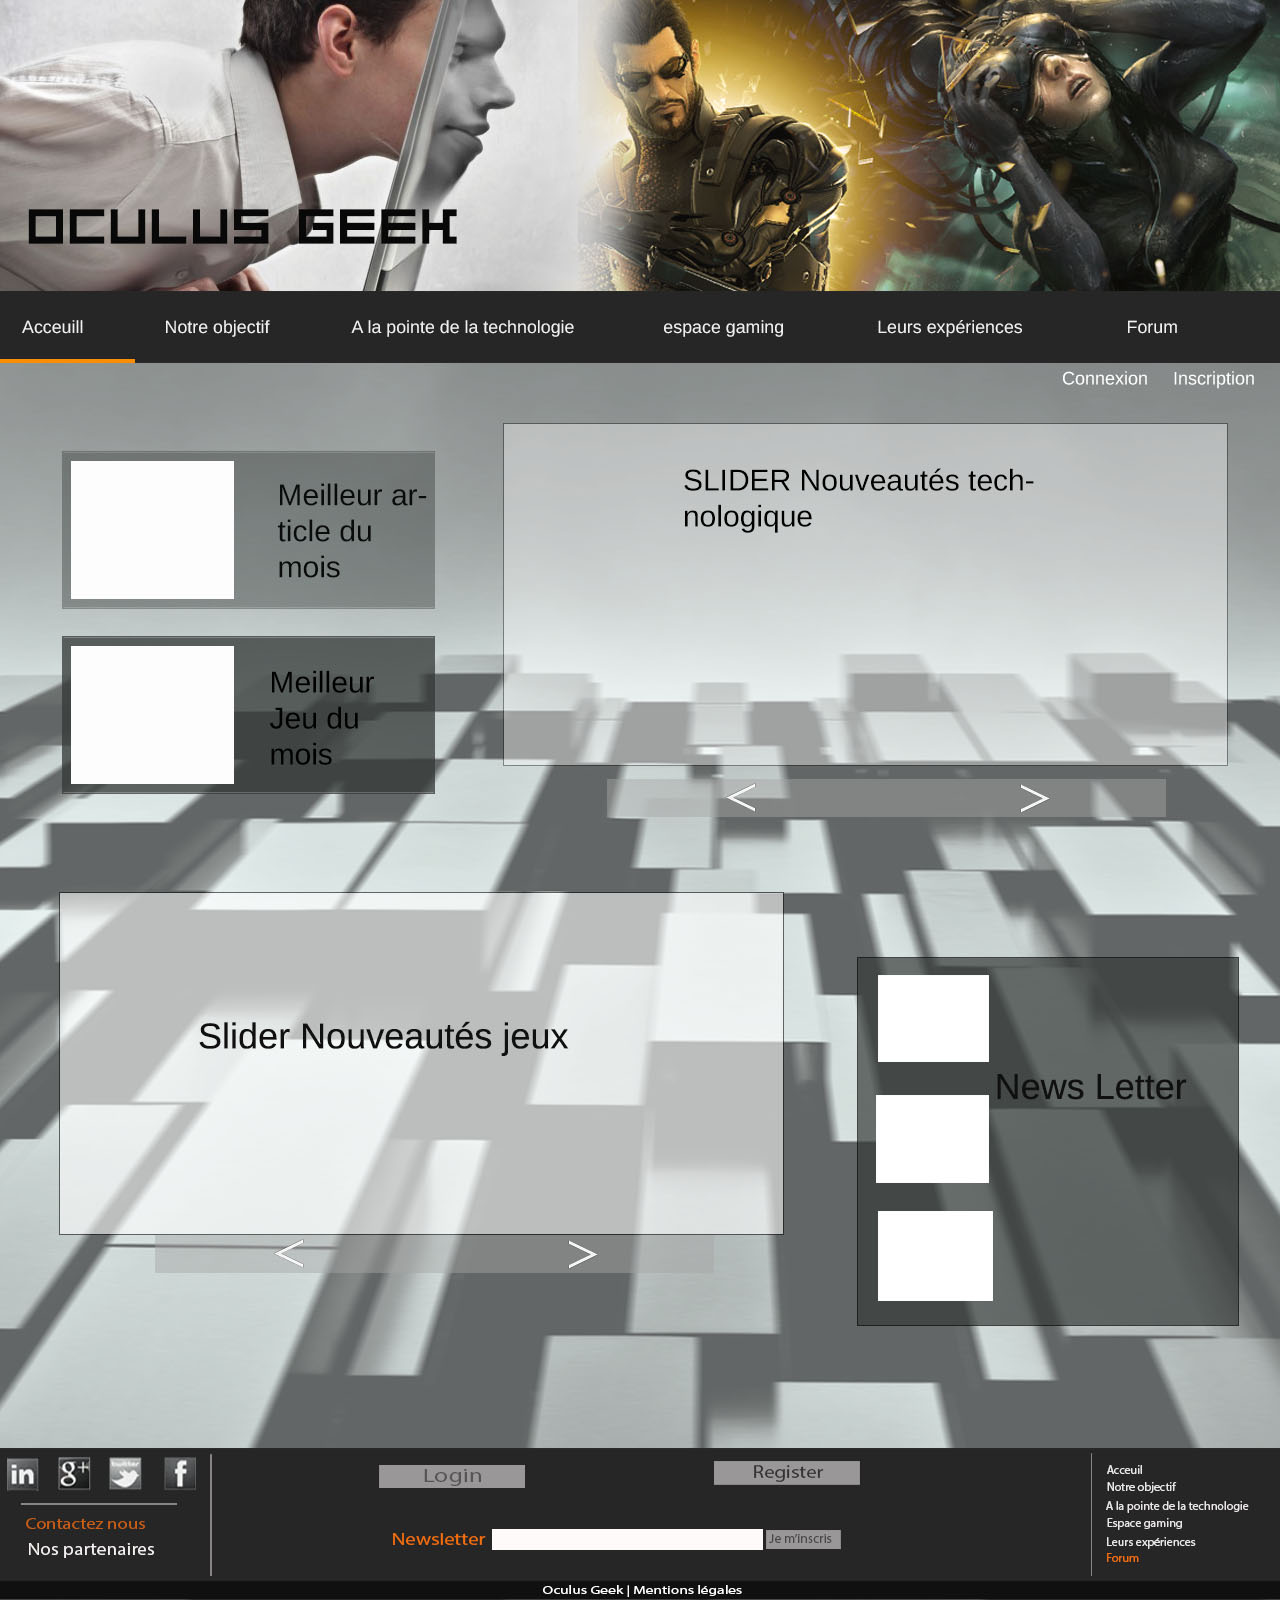 OCULUS GEEK
Acceuill Notre objectif A la pointe de la technologie espace gaming Leurs expériences Forum
Connexion Inscription
Meilleur ar-
ticle du
mois
SLIDER Nouveautés tech-
nologique
Meilleur
Jeu du
mois
< >
Slider Nouveautés jeux
News Letter
< >
in g+ twitter f
Contactez nous
Nos partenaires
Login Register
Newsletter Je m'inscris
Acceuil
Notre objectif
A la pointe de la technologie
Espace gaming
Leurs expériences
Forum
Oculus Geek | Mentions légales